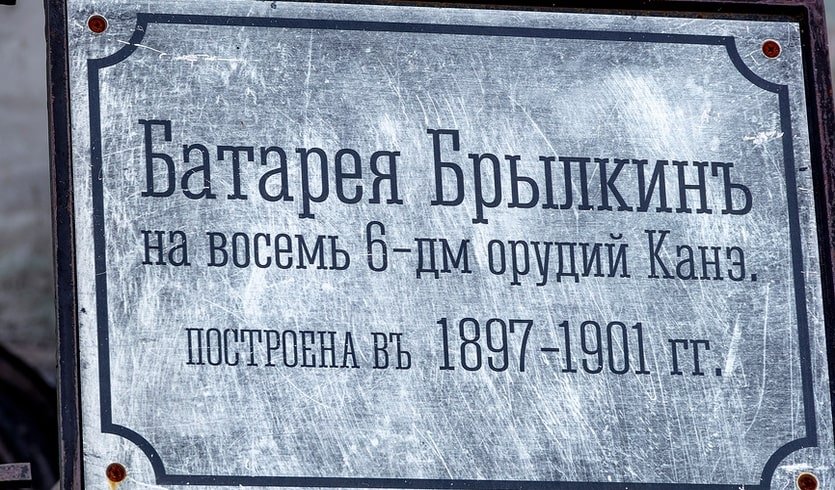 Батарея Брылкинъ
на восемь 6-дм орудий Канэ.
построена въ 1897-1901 гг.